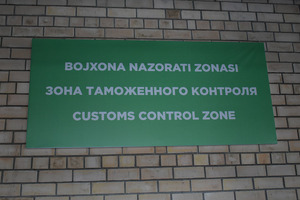 BOJXONA NAZORATI ZONASI
ЗОНА ТАМОЖЕННОГО КОНТРОЛЯ
CUSTOMS CONTROL ZONE